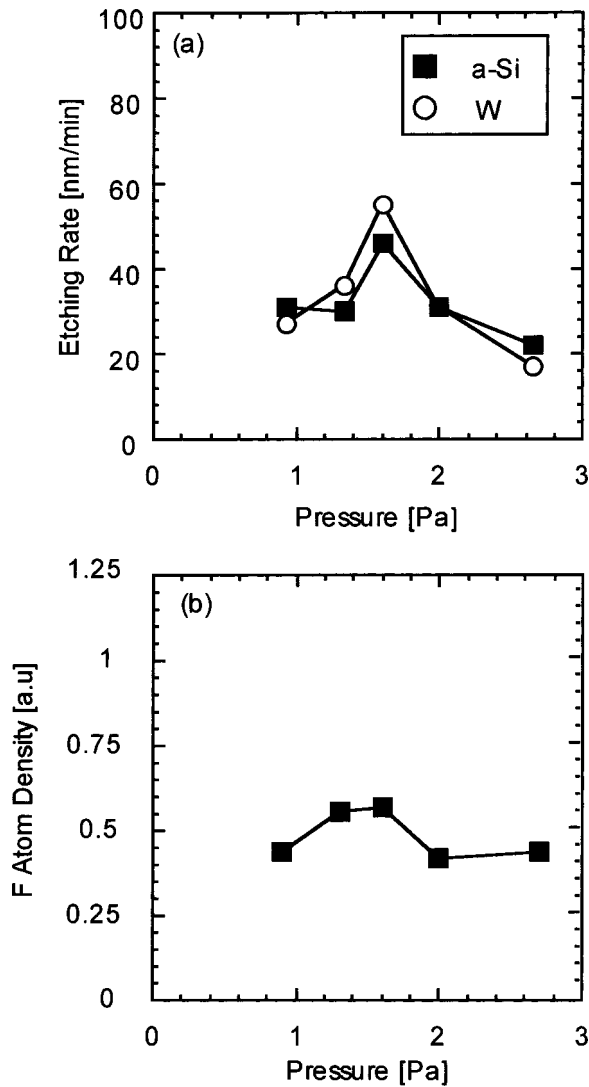 100
(a)
a-Si
W
80
60
40
20
0
Etching Rate [nm/min]
0 1 2 3
Pressure [Pa]
1.25
(b)
1
0.75
0.5
0.25
0
F Atom Density [a.u]
0 1 2 3
Pressure [Pa]